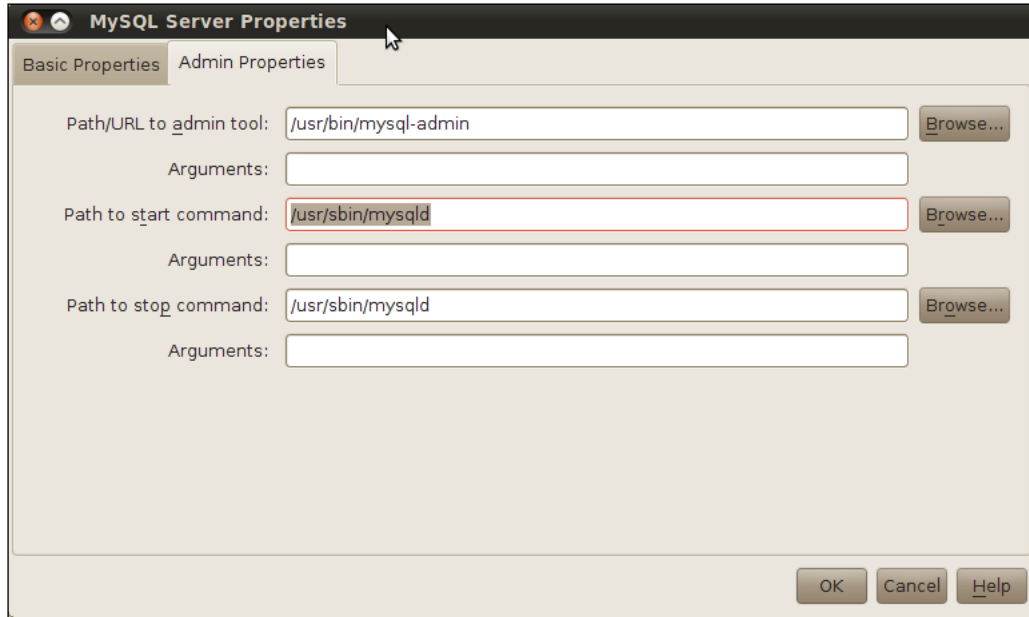 MySQL Server Properties
Basic Properties Admin Properties
Path/URL to admin tool: /usr/bin/mysql-admin Browse...
Arguments:
Path to start command: /usr/sbin/mysqld Browse...
Arguments:
Path to stop command: /usr/sbin/mysqld Browse...
Arguments:
OK Cancel Help